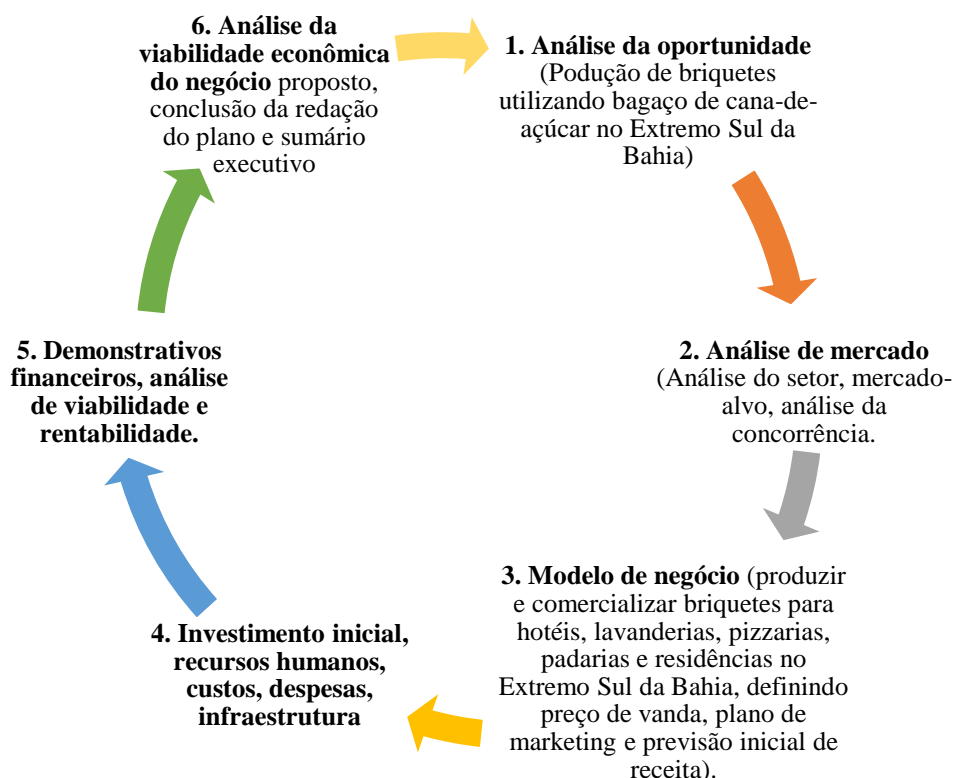 1. Análise da oportunidade
(Podução de briquetes
utilizando bagaço de cana-de-
açúcar no Extremo Sul da
Bahia)
2. Análise de mercado
(Análise do setor, mercado-
alvo, análise da
concorrência.
3. Modelo de negócio (produzir
e comercializar briquetes para
hotéis, lavanderias, pizzarias,
padarias e residências no
Extremo Sul da Bahia, definindo
preço de vanda, plano de
marketing e previsão inicial de
receita).
4. Investimento inicial,
recursos humanos,
custos, despesas,
infraestrutura
5. Demonstrativos
financeiros, análise
de viabilidade e
rentabilidade.
6. Análise da
viabilidade econômica
do negócio proposto,
conclusão da redação
do plano e sumário
executivo